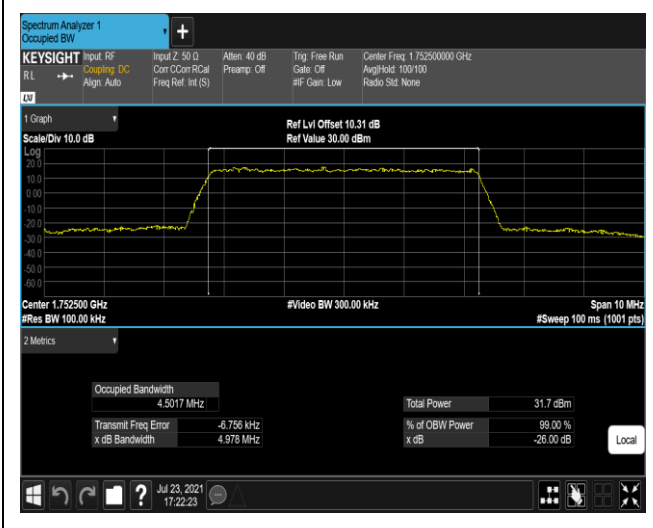 Spectrum Analyzer 1
Occupied BW
+
KEYSIGHT Input: RF Input Z: 50 Ω Atten: 40 dB Trig: Free Run Center Freq: 1.752500000 GHz
RL Coupling: DC Corr CCorr RCal Preamp: Off Gate: Off Avg|Hold: 100/100
Align: Auto Freq Ref: Int (S) #IF Gain: Low Radio Std: None
LXI
1 Graph Ref Lvl Offset 10.31 dB
Scale/Div 10.0 dB Ref Value 30.00 dBm
Log
20.0
10.0
0.00
-10.0
-20.0
-30.0
-40.0
-50.0
-60.0
Center 1.752500 GHz #Video BW 300.00 kHz Span 10 MHz
#Res BW 100.00 kHz #Sweep 100 ms (1001 pts)
2 Metrics
Occupied Bandwidth
4.5017 MHz Total Power 31.7 dBm
Transmit Freq Error -6.756 kHz % of OBW Power 99.00 %
x dB Bandwidth 4.978 MHz x dB -26.00 dB
Local
? Jul 23, 2021
17:22:23